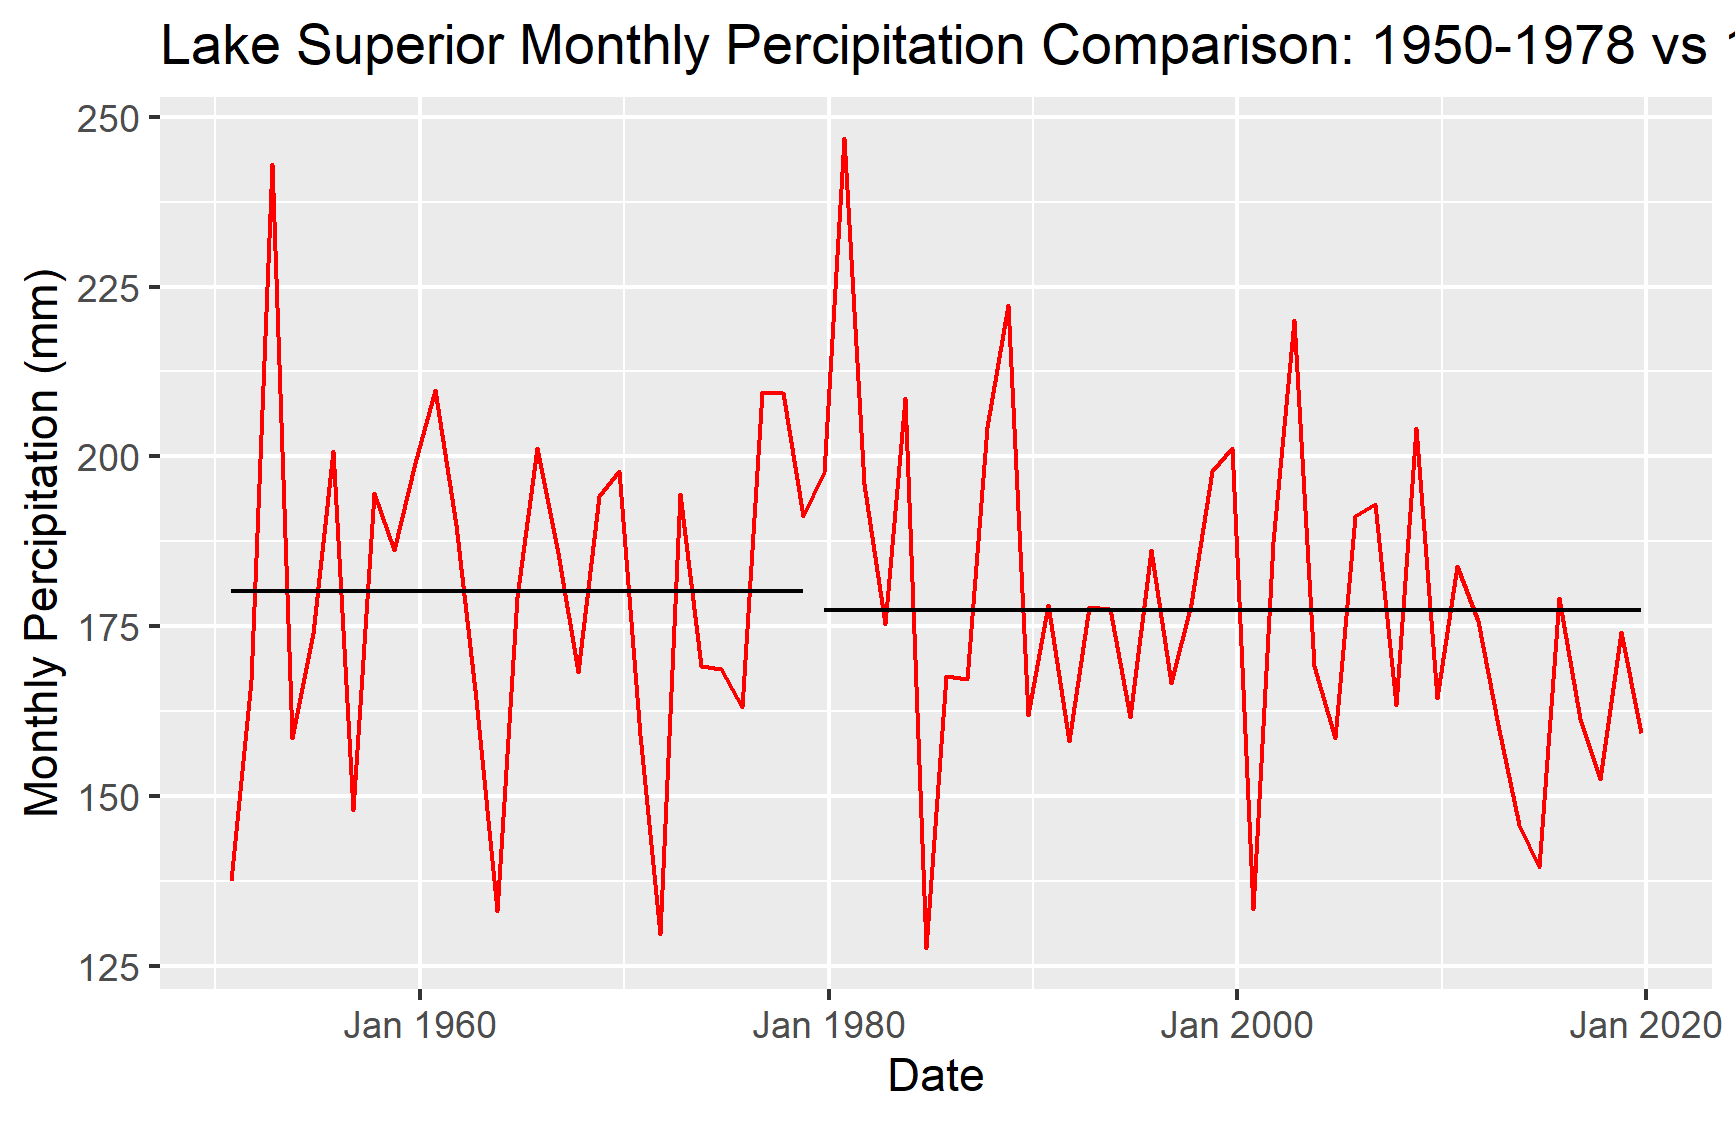 Lake Superior Monthly Percipitation Comparison: 1950-1978 vs
Monthly Percipitation (mm)
250
225
200
175
150
125
Jan 1960 Jan 1980 Jan 2000 Jan 2020
Date